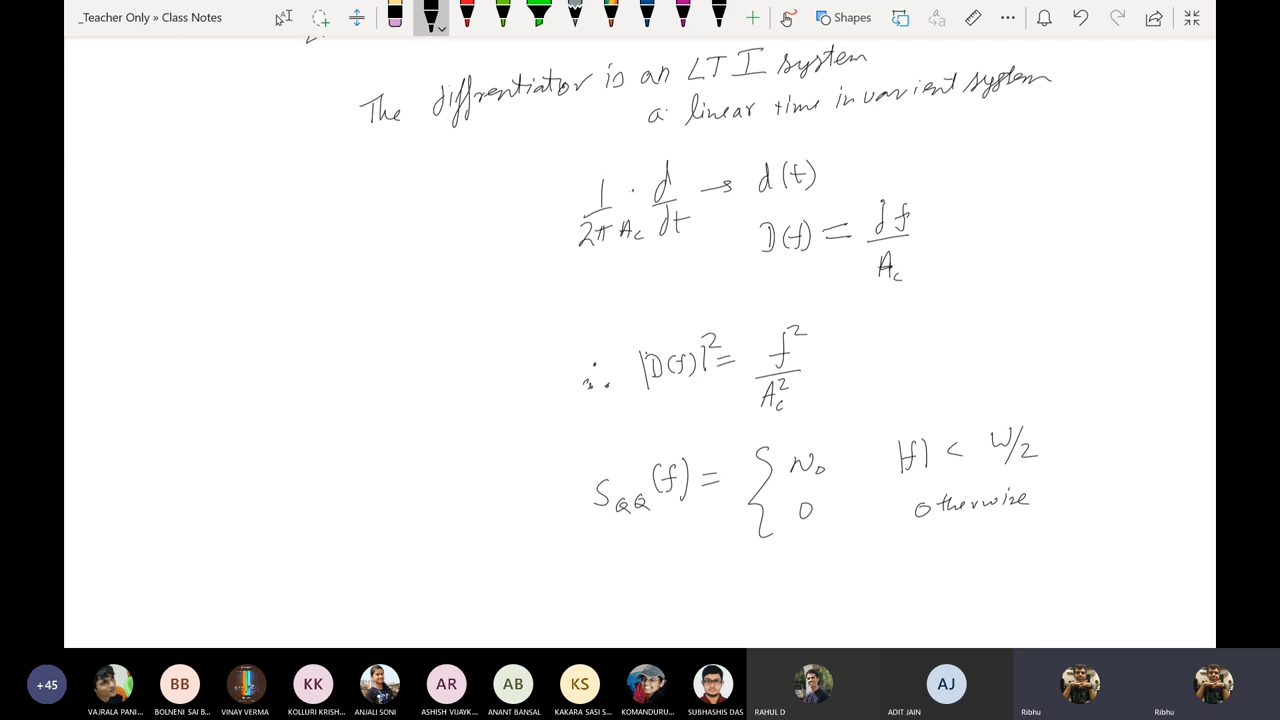 _Teacher Only » Class Notes
Shapes
The diffrentiator is an LTI system
a linear time invarient system
1/(2π A_c) · d/dt → d(t)
D(f) = jf/A_c
∴ |D(f)|² = f²/A_c²
S_QQ(f) = { N₀ |f| < W/2
0 otherwise
+45
BB
KK
AR
AB
KS
AJ
VAJRALA PANI...
BOLNENI SAI B...
VINAY VERMA
KOLLURI KRISH...
ANJALI SONI
ASHISH VIJAYK...
ANANT BANSAL
KAKARA SASI S...
KOMANDURU...
SUBHASHIS DAS
RAHUL D
ADIT JAIN
Ribhu
Ribhu